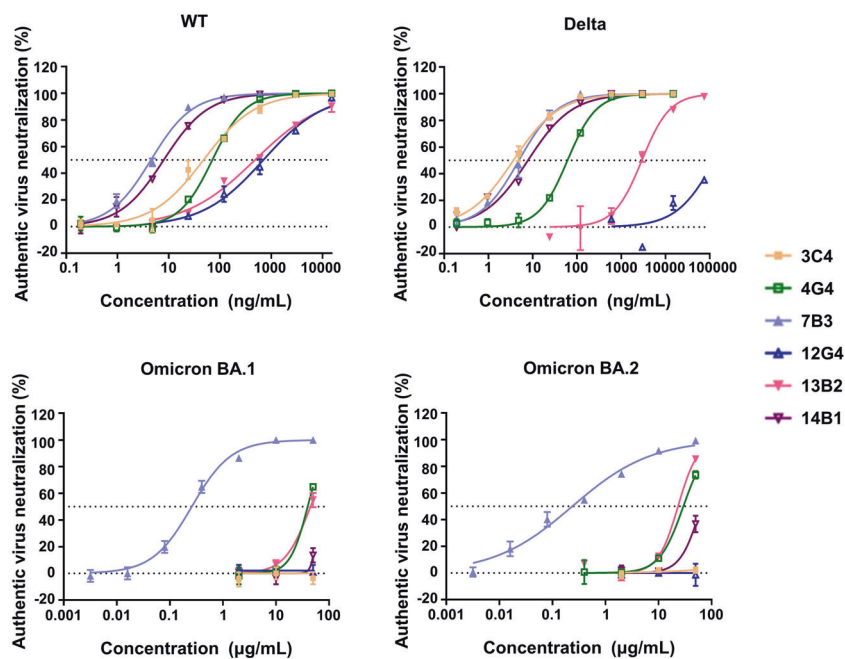 WT
Authentic virus neutralization (%)
120
100
80
60
40
20
0
-20
0.1 1 10 100 1000 10000
Concentration (ng/mL)
Delta
Authentic virus neutralization (%)
120
100
80
60
40
20
0
-20
0.1 1 10 100 1000 10000 100000
Concentration (ng/mL)
3C4
4G4
7B3
12G4
13B2
14B1
Omicron BA.1
Authentic virus neutralization (%)
120
100
80
60
40
20
0
-20
0.001 0.01 0.1 1 10 100
Concentration (μg/mL)
Omicron BA.2
Authentic virus neutralization (%)
120
100
80
60
40
20
0
-20
0.001 0.01 0.1 1 10 100
Concentration (μg/mL)